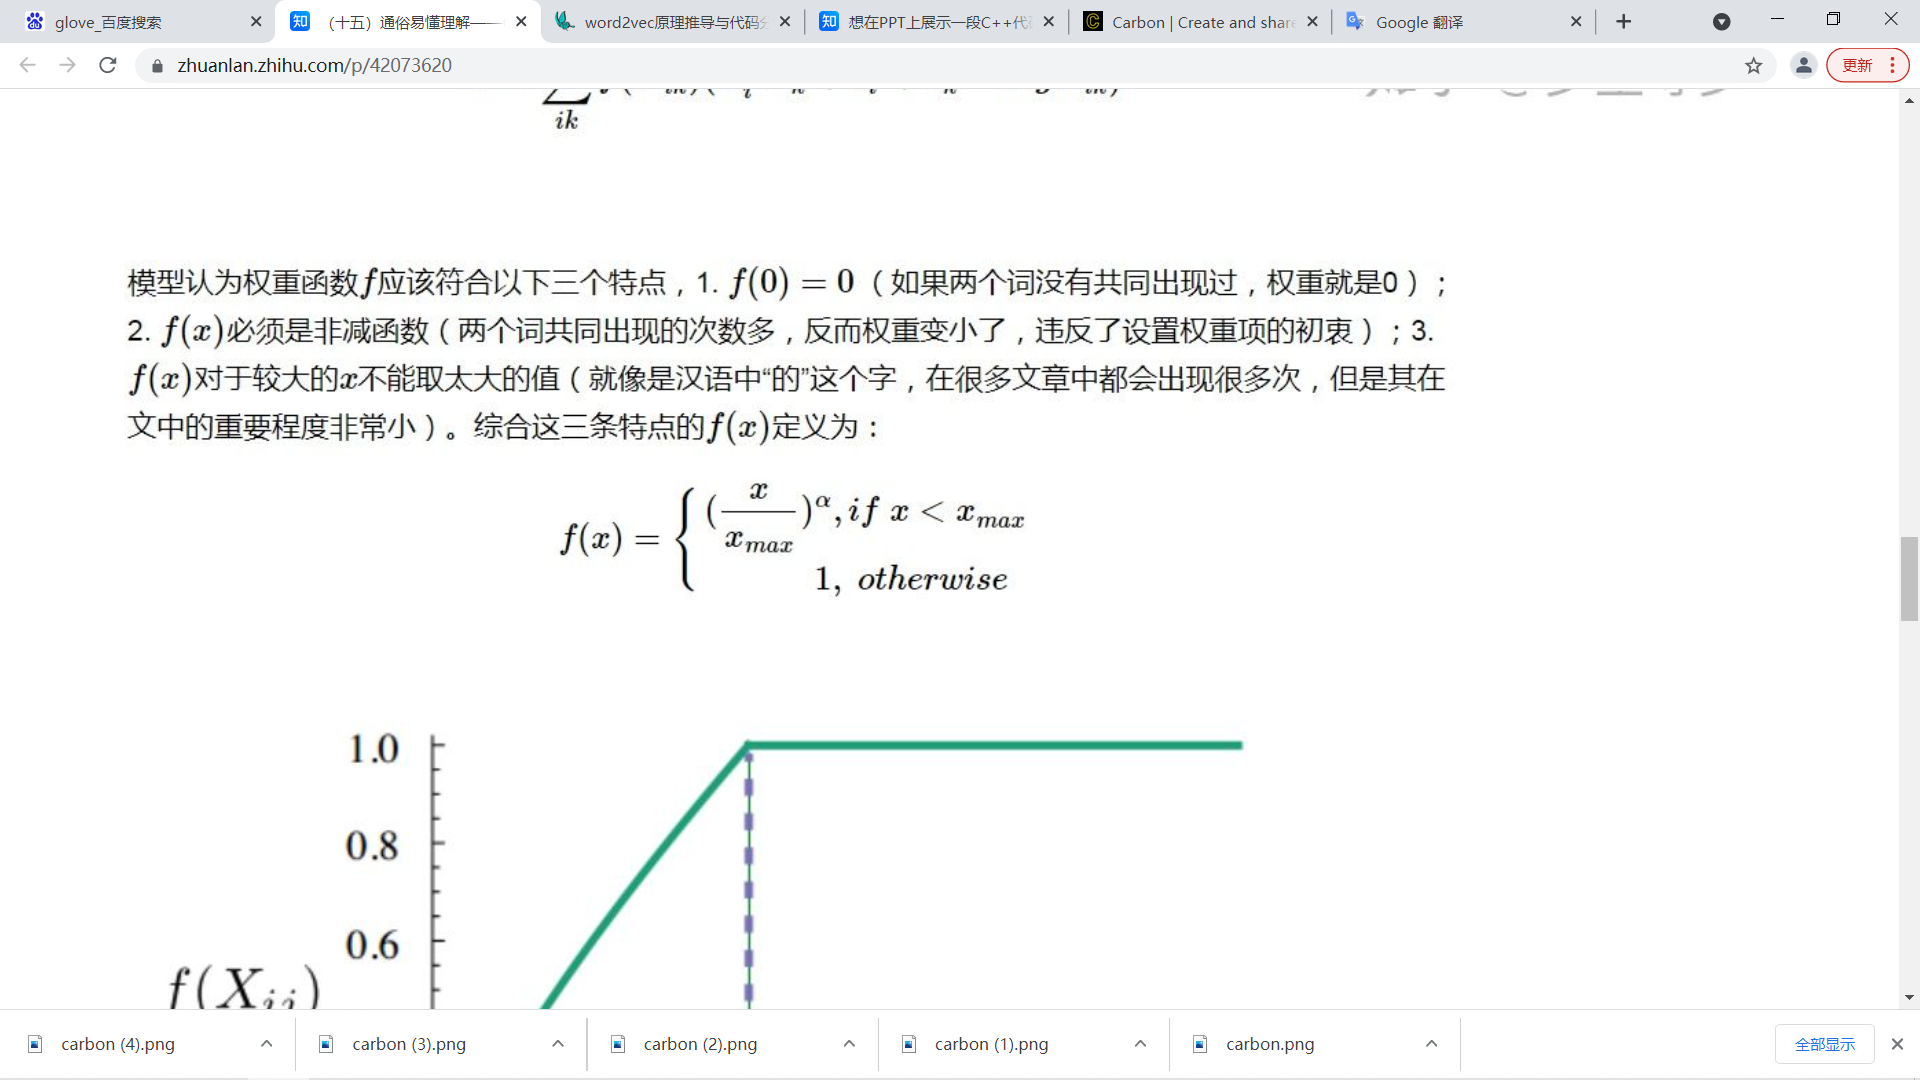 glove_百度搜索
（十五）通俗易懂理解——
word2vec原理推导与代码分
想在PPT上展示一段C++代
Carbon | Create and share
Google 翻译
zhuanlan.zhihu.com/p/42073620
更新
ik
模型认为权重函数f应该符合以下三个特点，1. f(0) = 0（如果两个词没有共同出现过，权重就是0）；
2. f(x)必须是非减函数（两个词共同出现的次数多，反而权重变小了，违反了设置权重项的初衷）；3.
f(x)对于较大的x不能取太大的值（就像是汉语中“的”这个字，在很多文章中都会出现很多次，但是其在
文中的重要程度非常小）。综合这三条特点的f(x)定义为：
f(x) = { (x/x_max)^α, if x < x_max
1, otherwise
1.0
0.8
0.6
f(X_ij)
carbon (4).png
carbon (3).png
carbon (2).png
carbon (1).png
carbon.png
全部显示